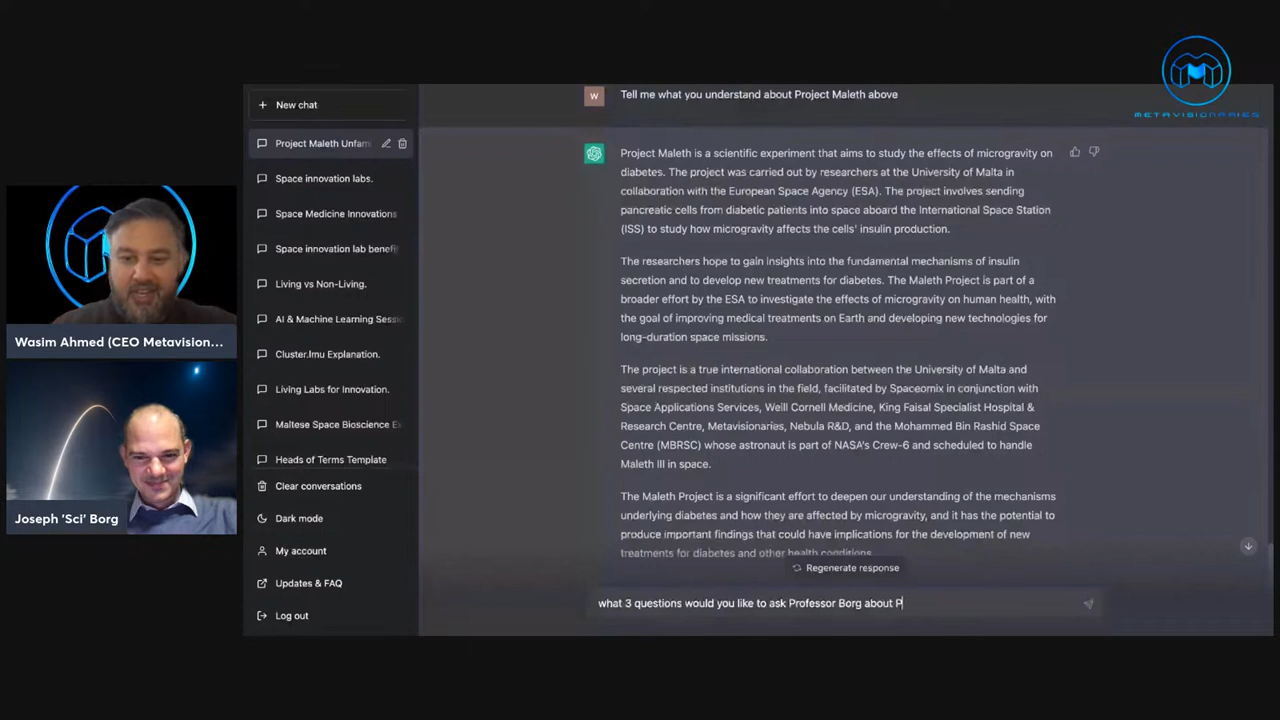 METAVISIONARIES
New chat
Project Maleth Unfam
Space innovation labs.
Space Medicine Innovations
Space innovation lab benefi
Living vs Non-Living.
AI & Machine Learning Sessi
Cluster.lmu Explanation.
Living Labs for Innovation.
Maltese Space Bioscience Ev
Heads of Terms Template
Clear conversations
Dark mode
My account
Updates & FAQ
Log out
W
Tell me what you understand about Project Maleth above
Project Maleth is a scientific experiment that aims to study the effects of microgravity on
diabetes. The project was carried out by researchers at the University of Malta in
collaboration with the European Space Agency (ESA). The project involves sending
pancreatic cells from diabetic patients into space aboard the International Space Station
(ISS) to study how microgravity affects the cells' insulin production.
The researchers hope to gain insights into the fundamental mechanisms of insulin
secretion and to develop new treatments for diabetes. The Maleth Project is part of a
broader effort by the ESA to investigate the effects of microgravity on human health, with
the goal of improving medical treatments on Earth and developing new technologies for
long-duration space missions.
The project is a true international collaboration between the University of Malta and
several respected institutions in the field, facilitated by Spaceomix in conjunction with
Space Applications Services, Weill Cornell Medicine, King Faisal Specialist Hospital &
Research Centre, Metavisionaries, Nebula R&D, and the Mohammed Bin Rashid Space
Centre (MBRSC) whose astronaut is part of NASA's Crew-6 and scheduled to handle
Maleth III in space.
The Maleth Project is a significant effort to deepen our understanding of the mechanisms
underlying diabetes and how they are affected by microgravity, and it has the potential to
produce important findings that could have implications for the development of new
treatments for diabetes and other health conditions.
Regenerate response
what 3 questions would you like to ask Professor Borg about P
Wasim Ahmed (CEO Metavision...
Joseph 'Sci' Borg